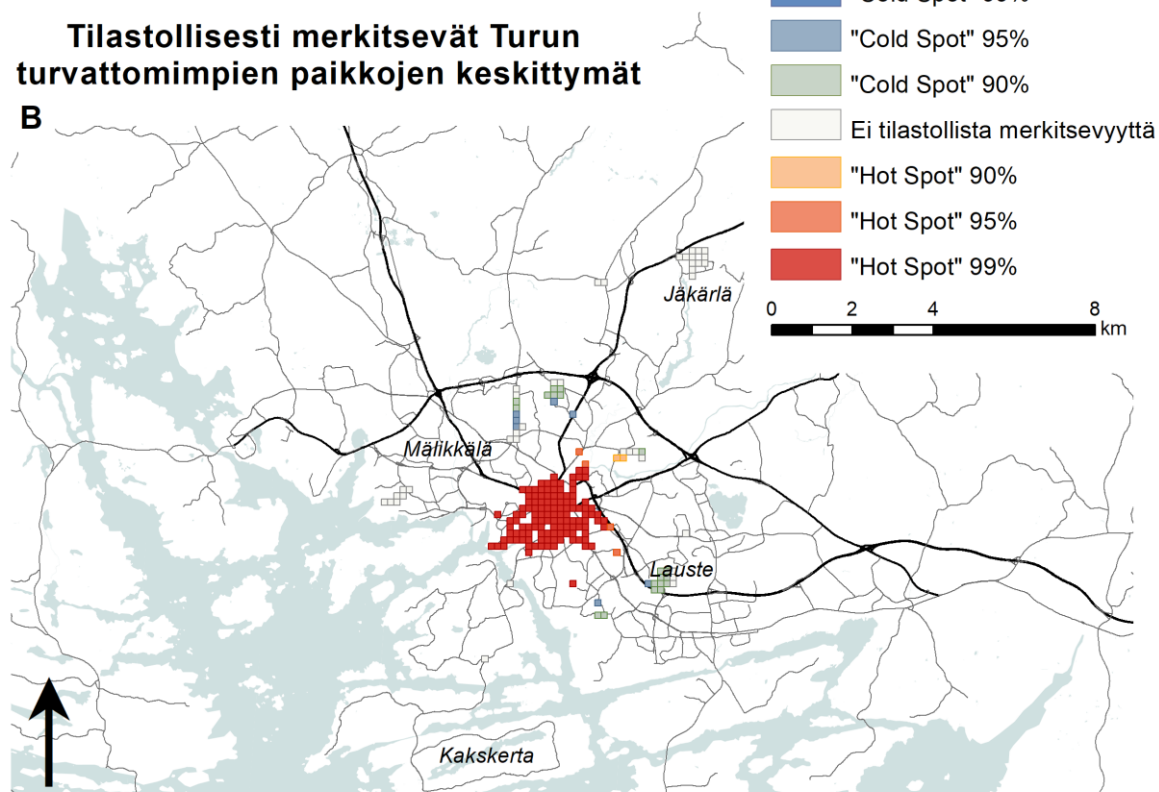 "Cold Spot" 95%
"Cold Spot" 90%
Ei tilastollista merkitsevyyttä
"Hot Spot" 90%
"Hot Spot" 95%
"Hot Spot" 99%
0 2 4 8
km
Tilastollisesti merkitsevät Turun
turvattomimpien paikkojen keskittymät
B
Jäkärlä
Mälikkälä
Lauste
Kakskerta